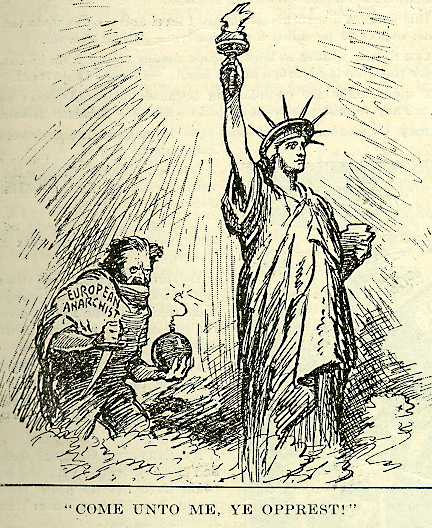 EUROPEAN
ANARCHIST
"COME UNTO ME, YE OPPREST!"